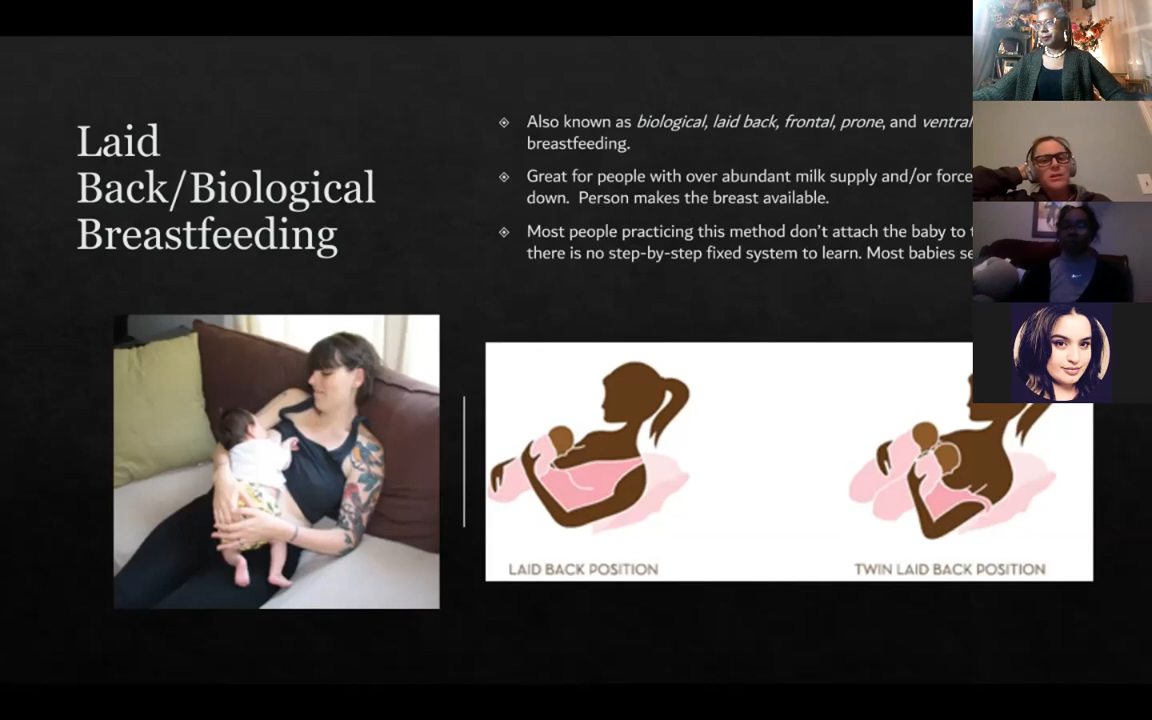 Laid
Back/Biological
Breastfeeding
Also known as biological, laid back, frontal, prone, and ventral
breastfeeding.
Great for people with over abundant milk supply and/or force
down. Person makes the breast available.
Most people practicing this method don't attach the baby to
there is no step-by-step fixed system to learn. Most babies
LAID BACK POSITION
TWIN LAID BACK POSITION